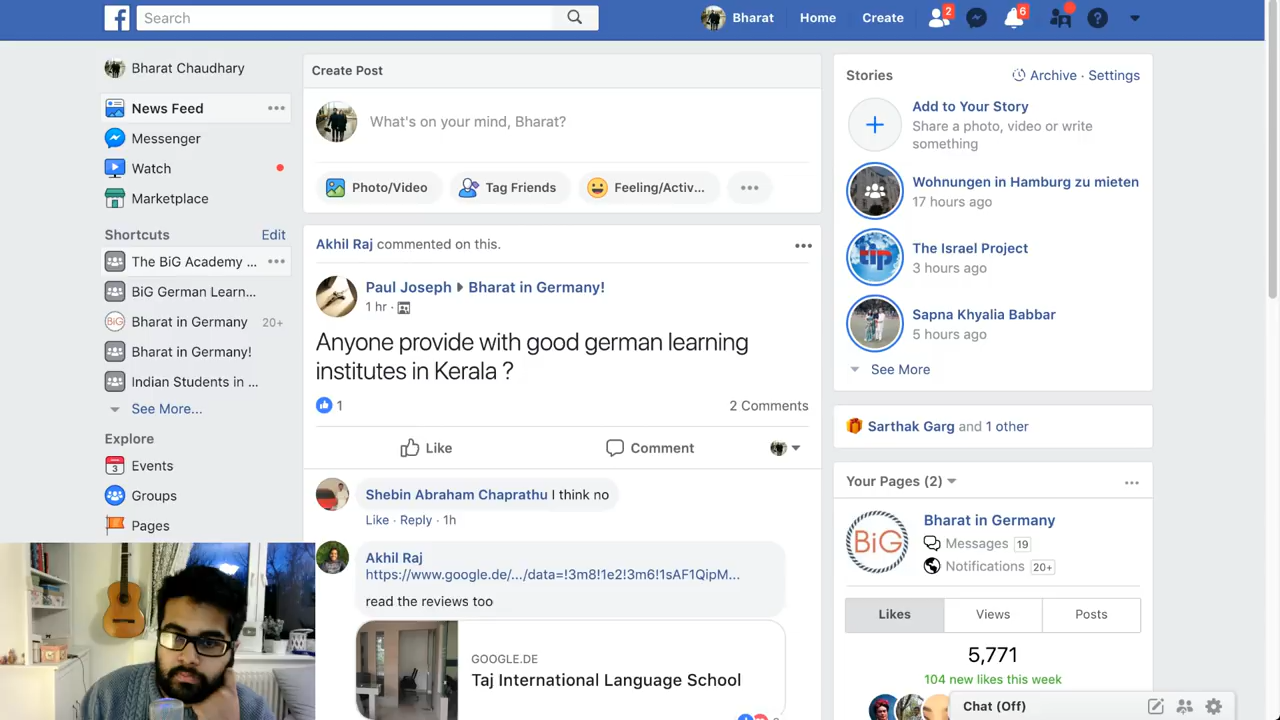 Search
Bharat
Home
Create
2
6
Bharat Chaudhary
News Feed
Messenger
Watch
Marketplace
Shortcuts
Edit
The BiG Academy ...
BiG German Learn...
BiG
Bharat in Germany
20+
Bharat in Germany!
Indian Students in ...
See More...
Explore
3
Events
Groups
Pages
Create Post
What's on your mind, Bharat?
Photo/Video
Tag Friends
Feeling/Activ...
Akhil Raj commented on this.
Paul Joseph Bharat in Germany!
1 hr ·
Anyone provide with good german learning
institutes in Kerala ?
1
2 Comments
Like
Comment
Shebin Abraham Chaprathu I think no
Like · Reply · 1h
Akhil Raj
https://www.google.de/.../data=!3m8!1e2!3m6!1sAF1QipM...
read the reviews too
GOOGLE.DE
Taj International Language School
Stories
Archive · Settings
Add to Your Story
Share a photo, video or write
something
Wohnungen in Hamburg zu mieten
17 hours ago
tip
The Israel Project
3 hours ago
Sapna Khyalia Babbar
5 hours ago
See More
Sarthak Garg and 1 other
Your Pages (2)
BiG
Bharat in Germany
Messages 19
Notifications 20+
Likes
Views
Posts
5,771
104 new likes this week
Chat (Off)